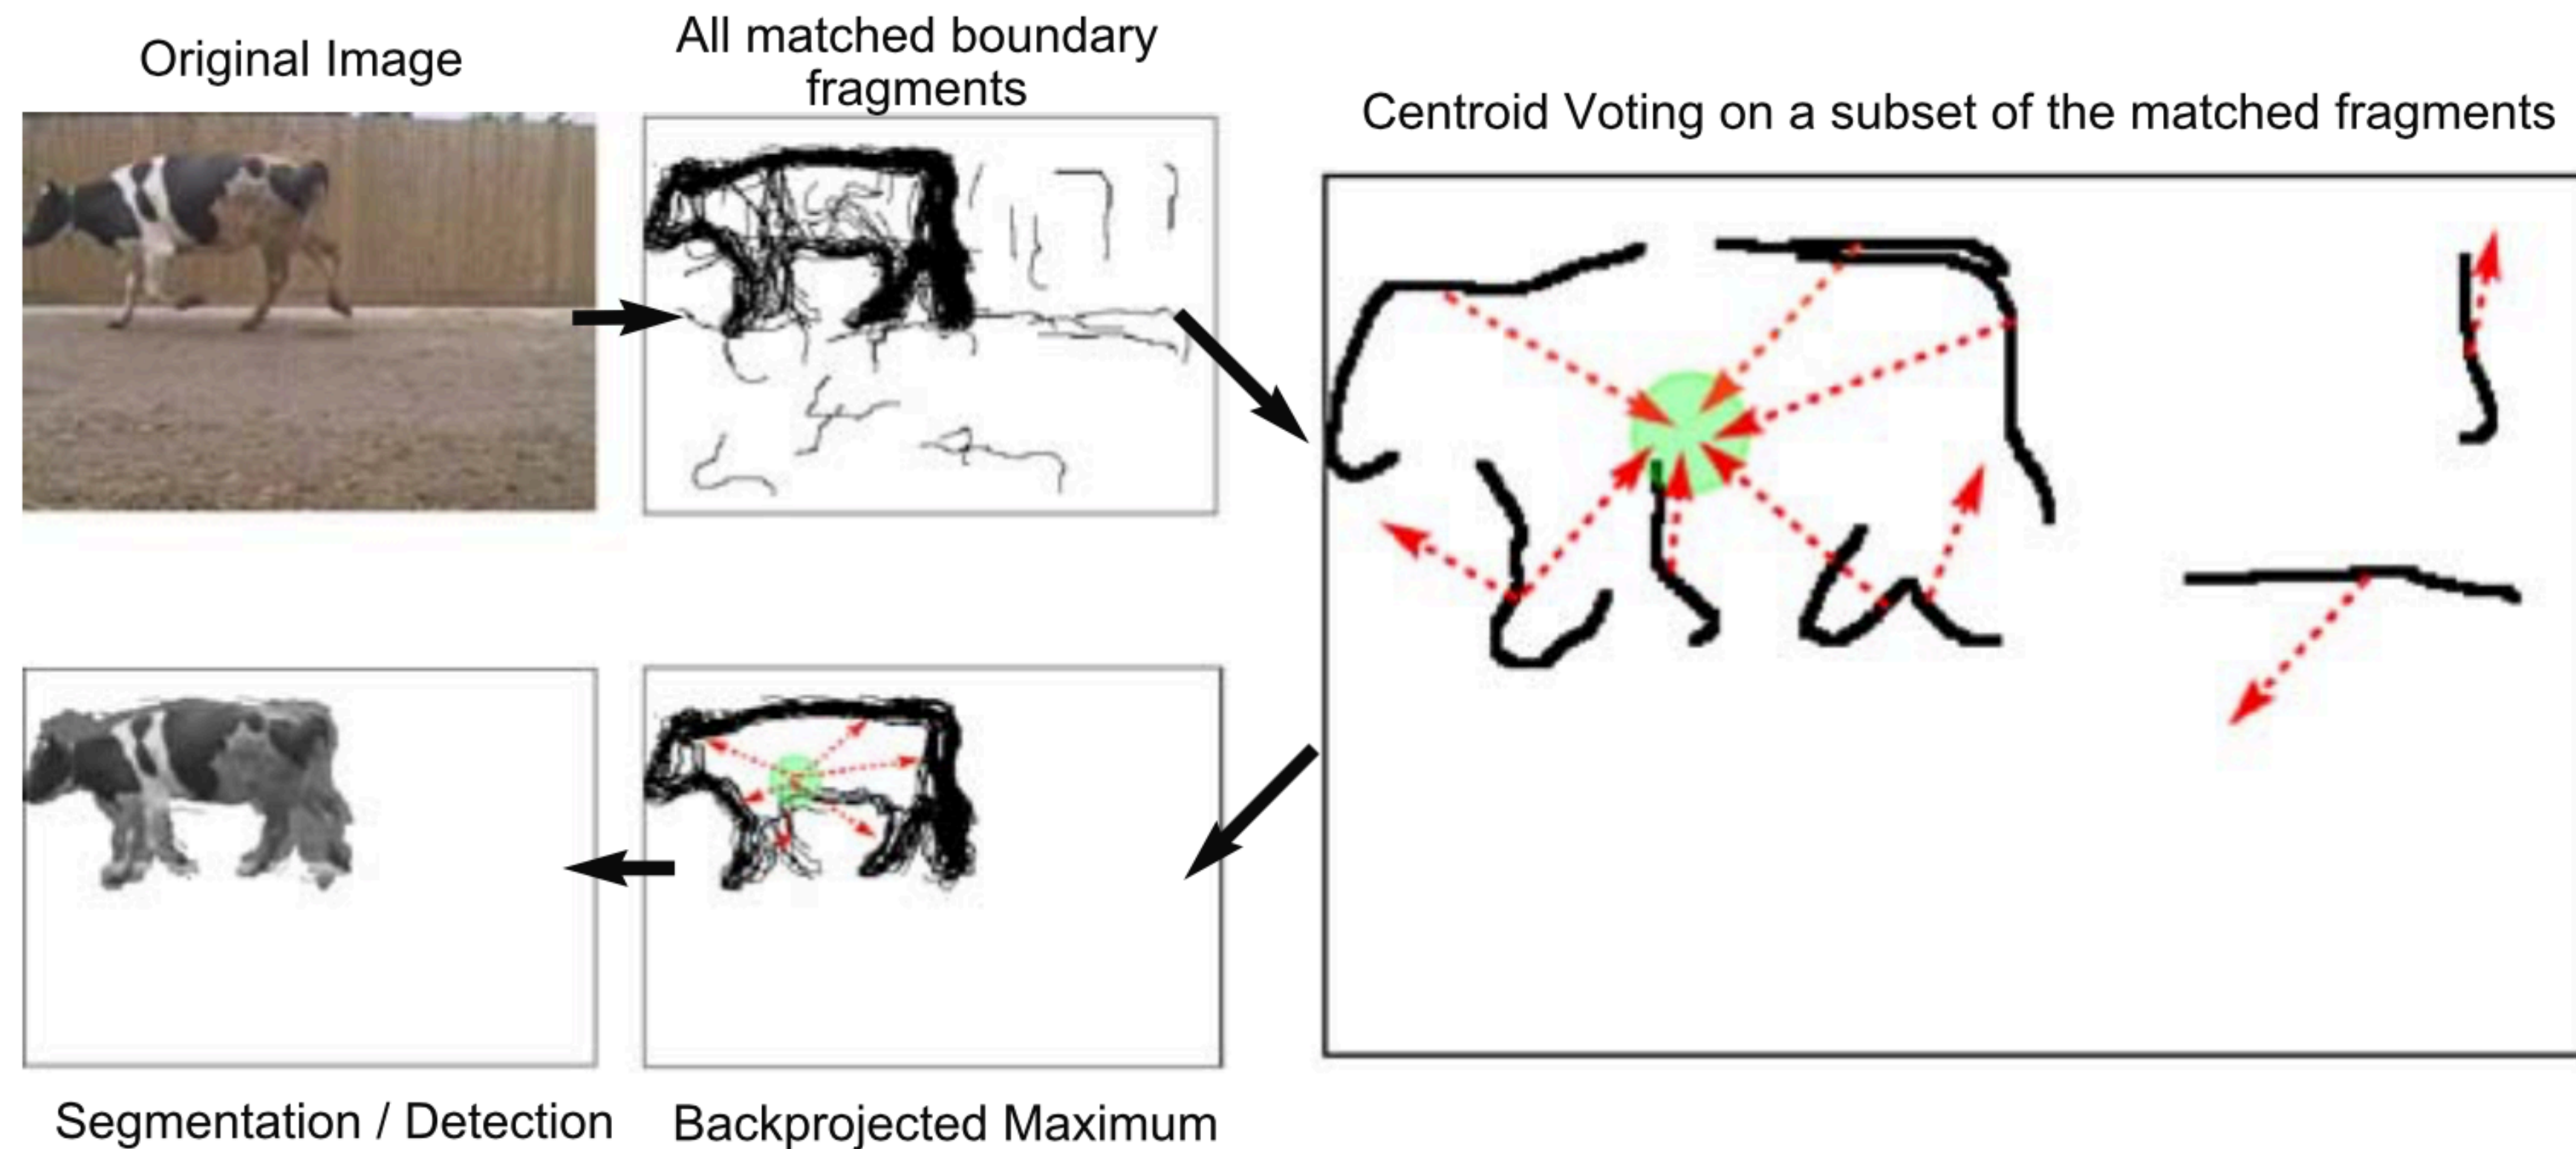 Original Image
All matched boundary
fragments
Centroid Voting on a subset of the matched fragments
Segmentation / Detection
Backprojected Maximum